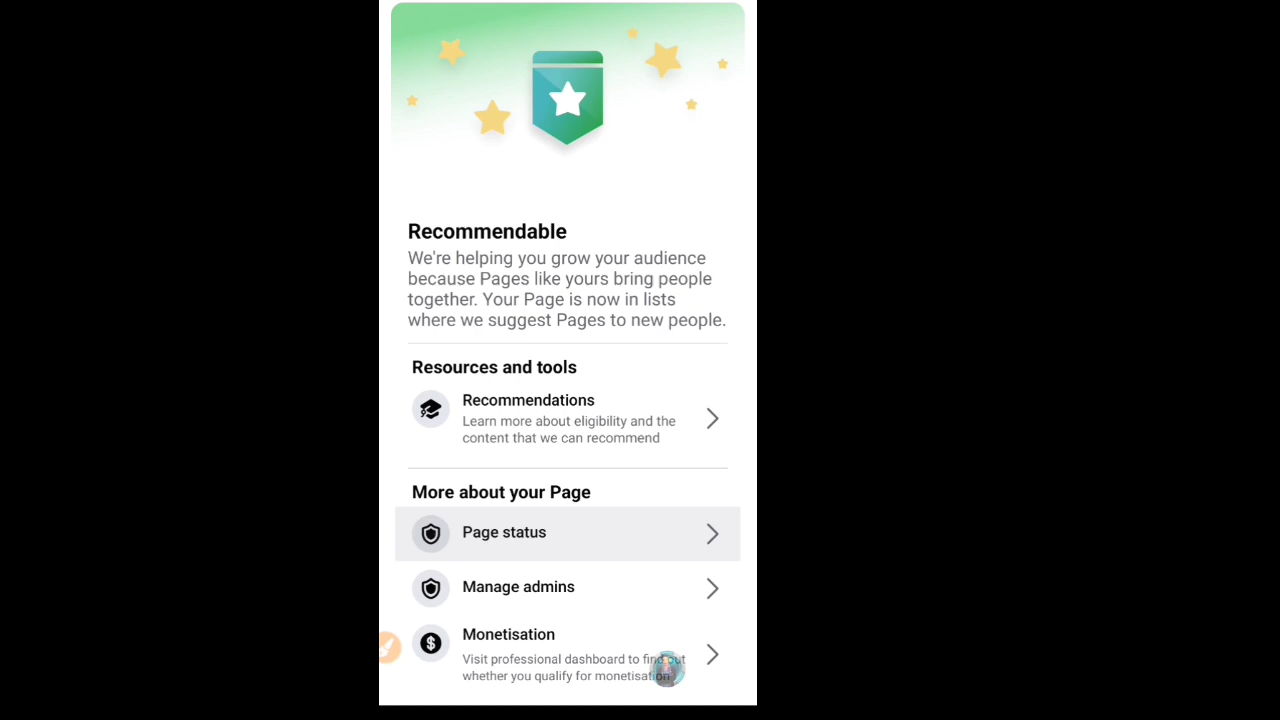 Recommendable
We're helping you grow your audience
because Pages like yours bring people
together. Your Page is now in lists
where we suggest Pages to new people.
Resources and tools
Recommendations
Learn more about eligibility and the
content that we can recommend
More about your Page
Page status
Manage admins
Monetisation
Visit professional dashboard to find out
whether you qualify for monetisation